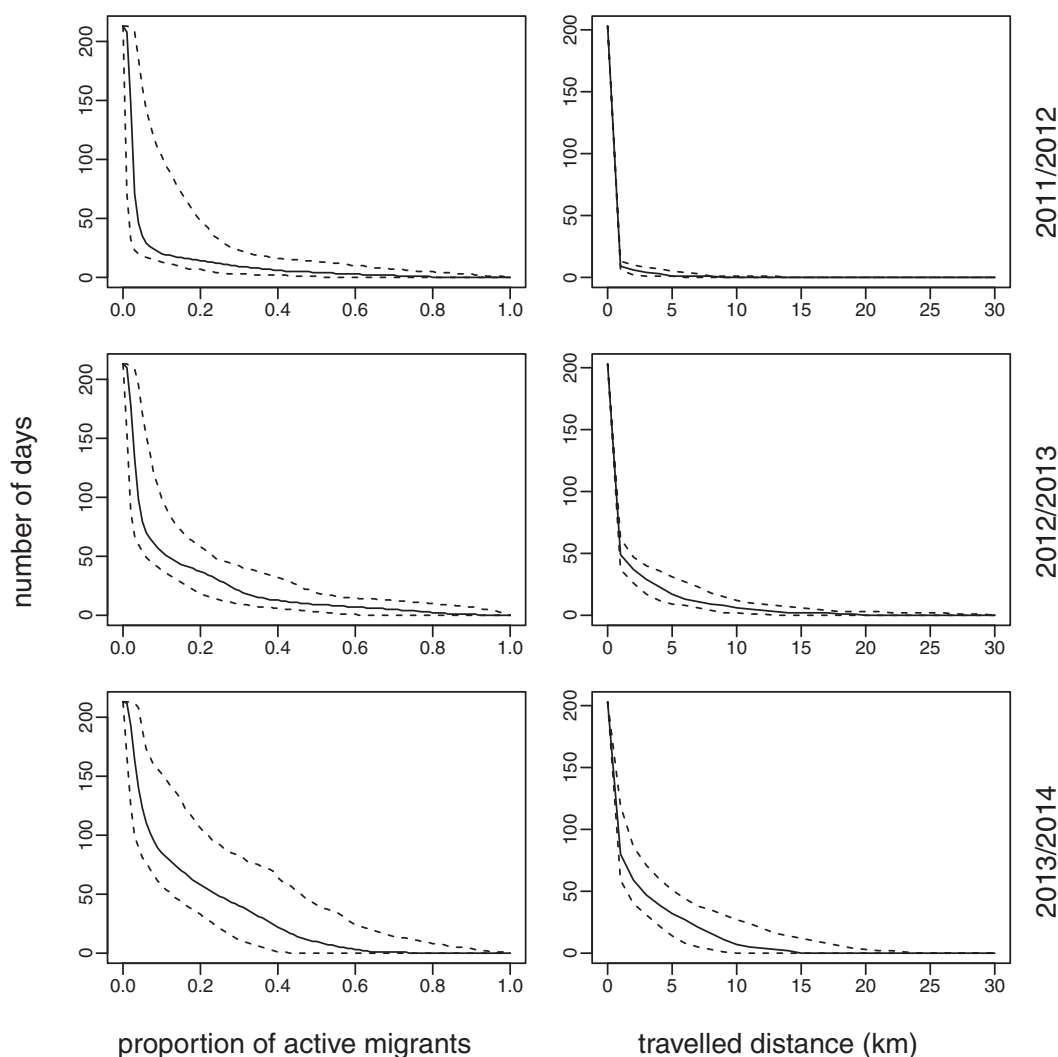 number of days
0 50 100 150 200
0.0 0.2 0.4 0.6 0.8 1.0
0 50 100 150 200
0 5 10 15 20 25 30
2011/2012
0 50 100 150 200
0.0 0.2 0.4 0.6 0.8 1.0
0 50 100 150 200
0 5 10 15 20 25 30
2012/2013
0 50 100 150 200
0.0 0.2 0.4 0.6 0.8 1.0
0 50 100 150 200
0 5 10 15 20 25 30
2013/2014
proportion of active migrants
travelled distance (km)